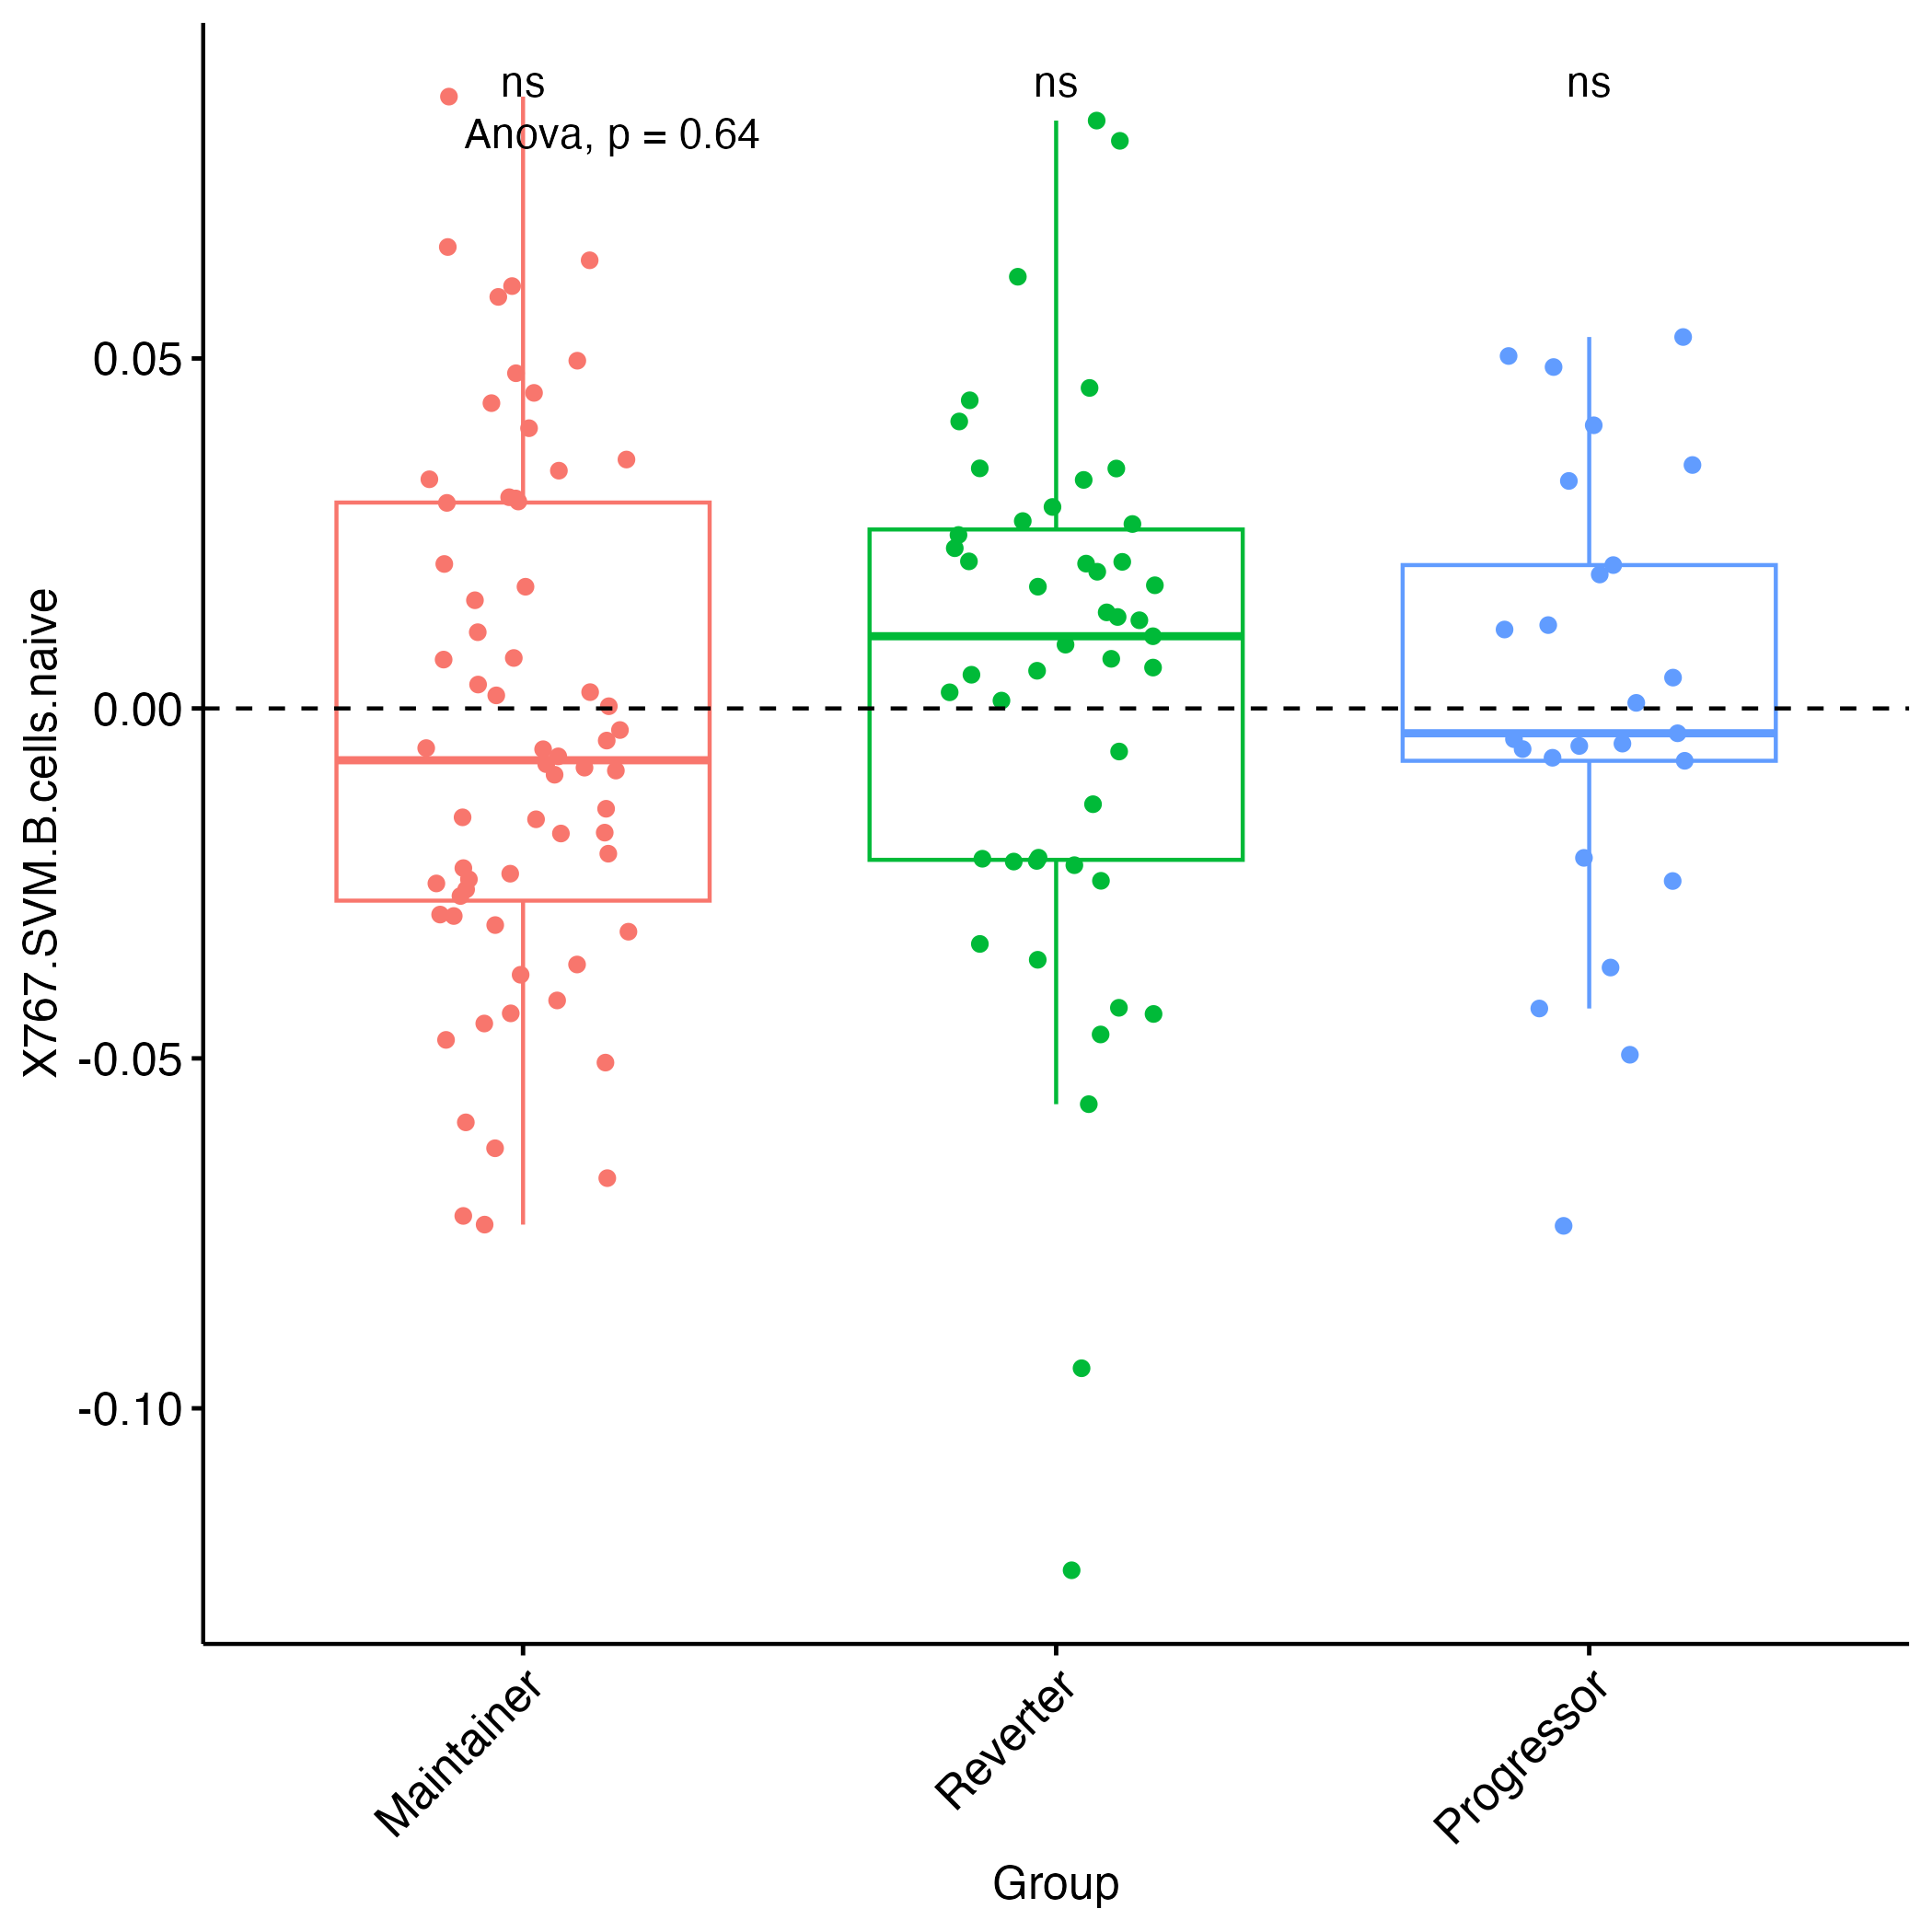 ns
ns
ns
Anova, p = 0.64
X767.SVM.B.cells.naive
0.05
0.00
-0.05
-0.10
Maintainer
Reverter
Progressor
Group